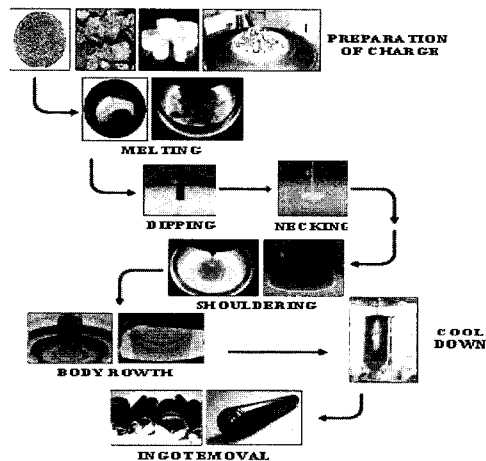 PREPARATION
OF CHARGE
MELTING
DIPPING
NECKING
SHOULDERING
BODY ROWTH
COOL
DOWN
INGOTEMOVAL